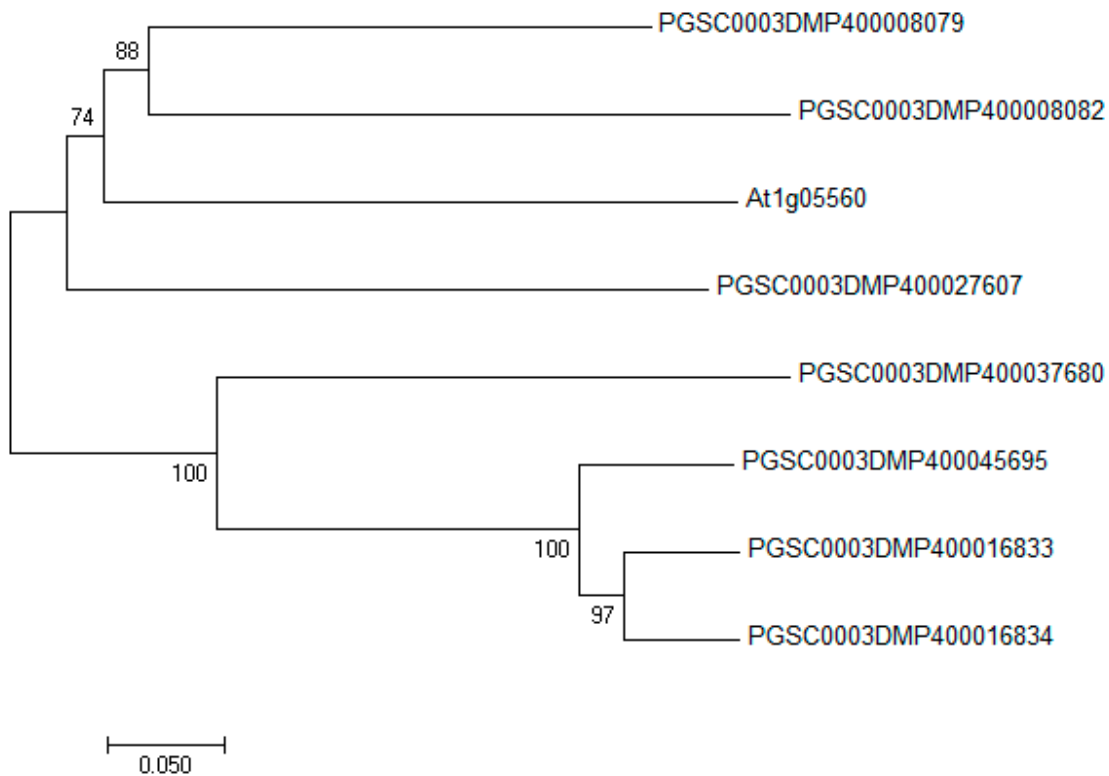 PGSC0003DMP400008079
88
PGSC0003DMP400008082
74
At1g05560
PGSC0003DMP400027607
PGSC0003DMP400037680
100
PGSC0003DMP400045695
100
PGSC0003DMP400016833
97
PGSC0003DMP400016834
0.050